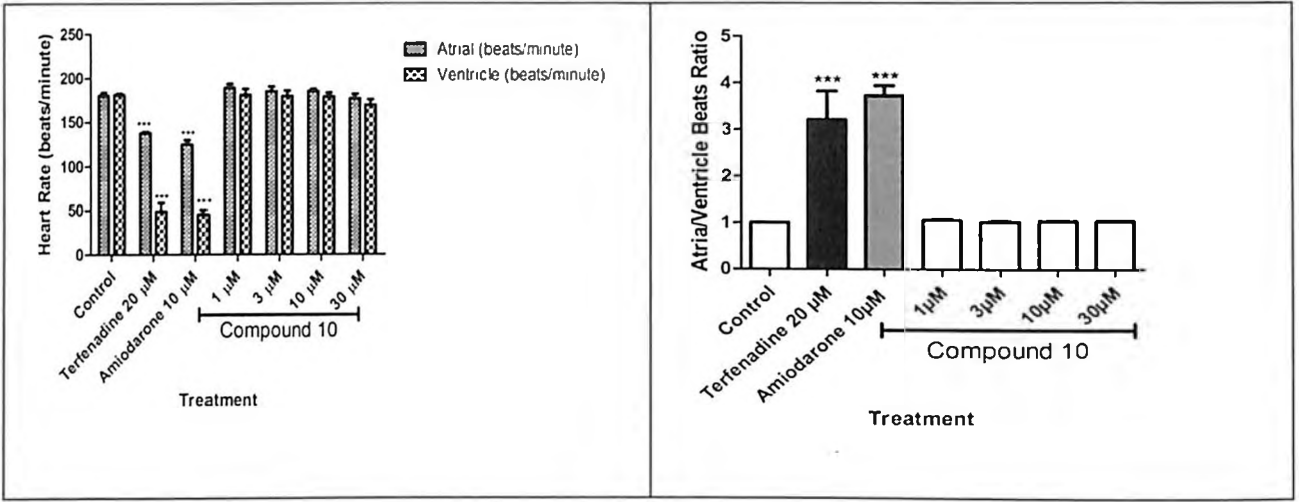 250
200
150
100
50
0
Heart Rate (beats/minute)
Atrial (beats/minute)
Ventricle (beats/minute)
***
***
***
***
Control
Terfenadine 20 µM
Amiodarone 10 µM
1 µM
3 µM
10 µM
30 µM
Compound 10
Treatment
5
4
3
2
1
0
Atria/Ventricle Beats Ratio
***
***
Control
Terfenadine 20 µM
Amiodarone 10µM
1µM
3µM
10µM
30µM
Compound 10
Treatment